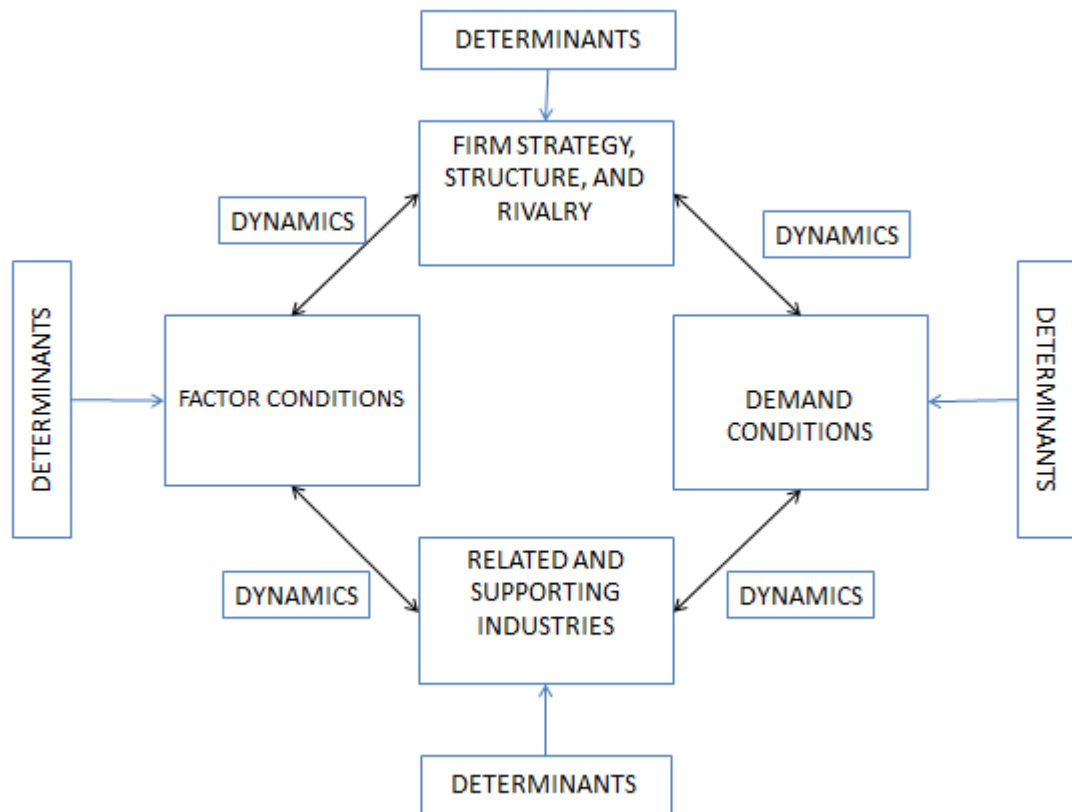 DETERMINANTS
FIRM STRATEGY,
STRUCTURE, AND
RIVALRY
DYNAMICS
DYNAMICS
DETERMINANTS
FACTOR CONDITIONS
DEMAND
CONDITIONS
DETERMINANTS
DYNAMICS
RELATED AND
SUPPORTING
INDUSTRIES
DYNAMICS
DETERMINANTS